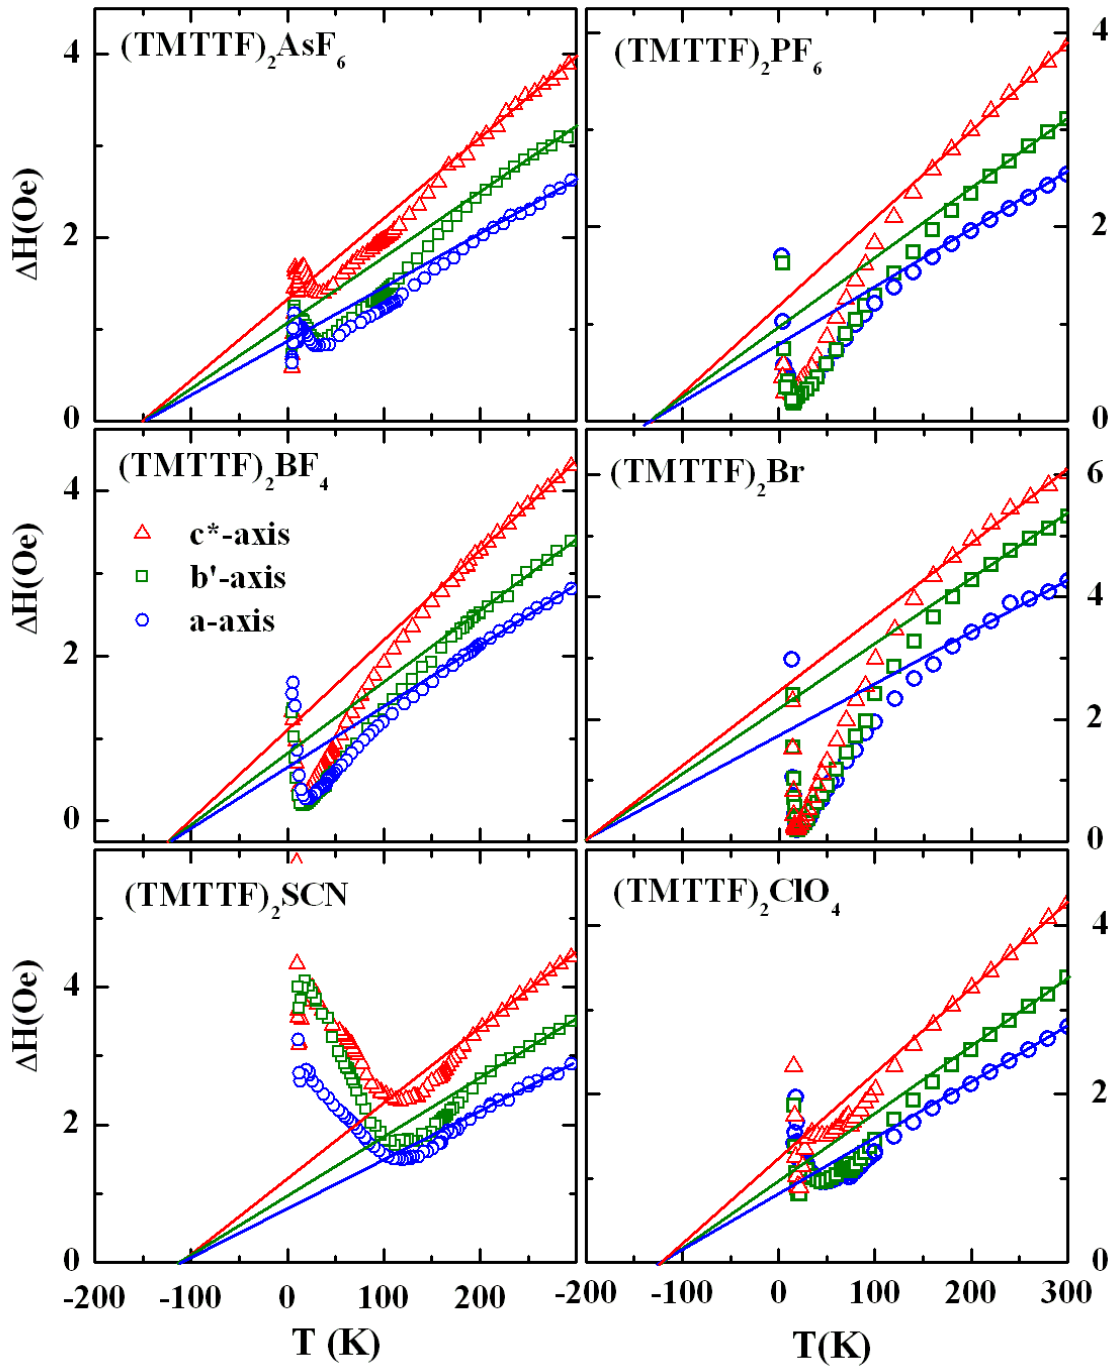 (TMTTF)₂AsF₆
(TMTTF)₂PF₆
4
2
0
ΔH(Oe)
4
2
0
(TMTTF)₂BF₄
(TMTTF)₂Br
c*-axis
b'-axis
a-axis
4
2
0
ΔH(Oe)
6
4
2
0
(TMTTF)₂SCN
(TMTTF)₂ClO₄
4
2
0
ΔH(Oe)
4
2
0
-200 -100 0 100 200 -200 -100 0 100 200 300
T (K) T(K)